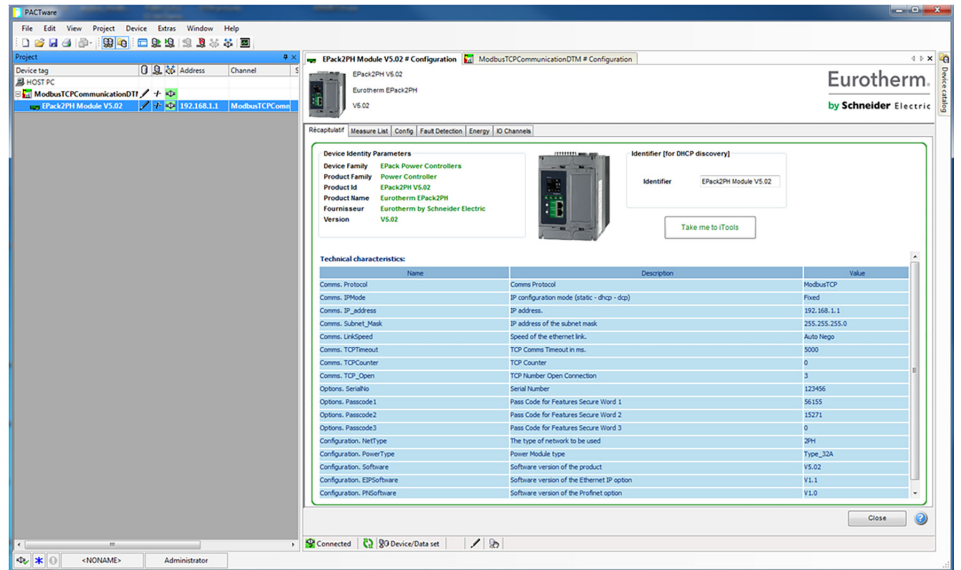 PACTware
File Edit View Project Device Extras Window Help
Project
Device tag Address Channel S
HOST PC
ModbusTCPCommunicationDTM
EPack2PH Module V5.02 192.168.1.1 ModbusTCPComm
EPack2PH Module V5.02 # Configuration ModbusTCPCommunicationDTM # Configuration
EPack2PH V6.02
Eurotherm EPack2PH
V6.02
Eurotherm.
by Schneider Electric
Device catalog
Récaptulatif Measure List Config Fault Detection Energy IO Channels
Device Identity Parameters
Device Family EPack Power Controllers
Product Family Power Controller
Product Id EPack2PH V5.02
Product Name Eurotherm EPack2PH
Fournisseur Eurotherm by Schneider Electric
Version V5.02
Identifier [for DHCP discovery]
Identifier EPack2PH Module V5.02
Take me to iTools
Technical characteristics:
Name Description Value
Comms. Protocol Comms Protocol ModbusTCP
Comms. IPMode IP configuration mode (static - dhcp - dcp) Fixed
Comms. IP_address IP address. 192.168.1.1
Comms. Subnet_Mask IP address of the subnet mask 255.255.255.0
Comms. LinkSpeed Speed of the ethernet link. Auto Nego
Comms. TCPTimeout TCP Comms Timeout in ms. 5000
Comms. TCPCounter TCP Counter 0
Comms. TCP_Open TCP Number Open Connection 3
Options. SerialNo Serial Number 123456
Options. Passcode1 Pass Code for Features Secure Word 1 56155
Options. Passcode2 Pass Code for Features Secure Word 2 15271
Options. Passcode3 Pass Code for Features Secure Word 3 0
Configuration. NetType The type of network to be used 2PH
Configuration. PowerType Power Module type Type_32A
Configuration. Software Software version of the product V5.02
Configuration. EIPSoftware Software version of the Ethernet IP option V1.1
Configuration. PNSoftware Software version of the Profinet option V1.0
Close
Connected Device/Data set
<NONAME> Administrator